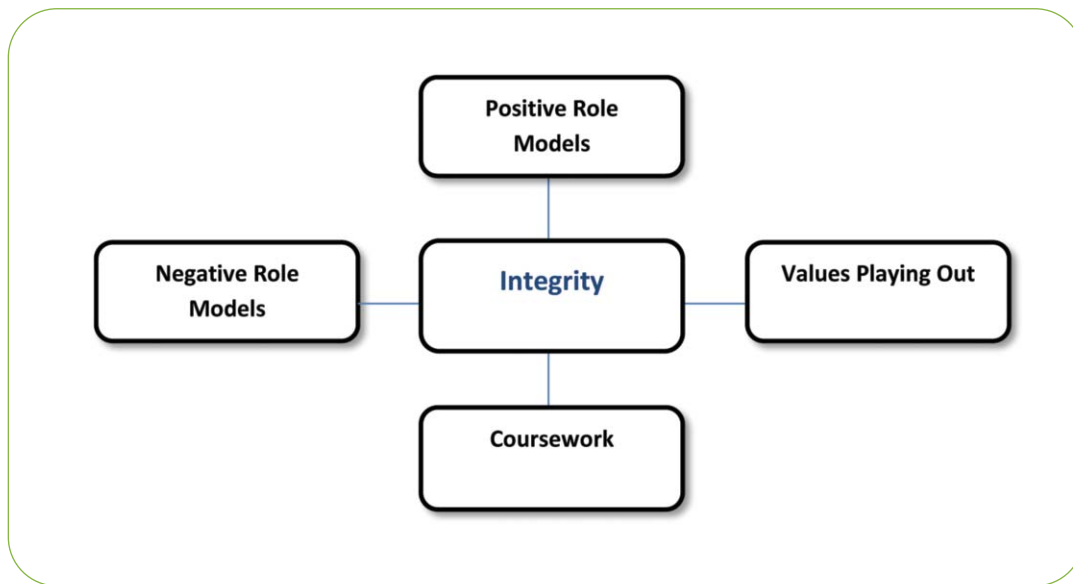 Positive Role
Models
Negative Role
Models
Integrity
Values Playing Out
Coursework